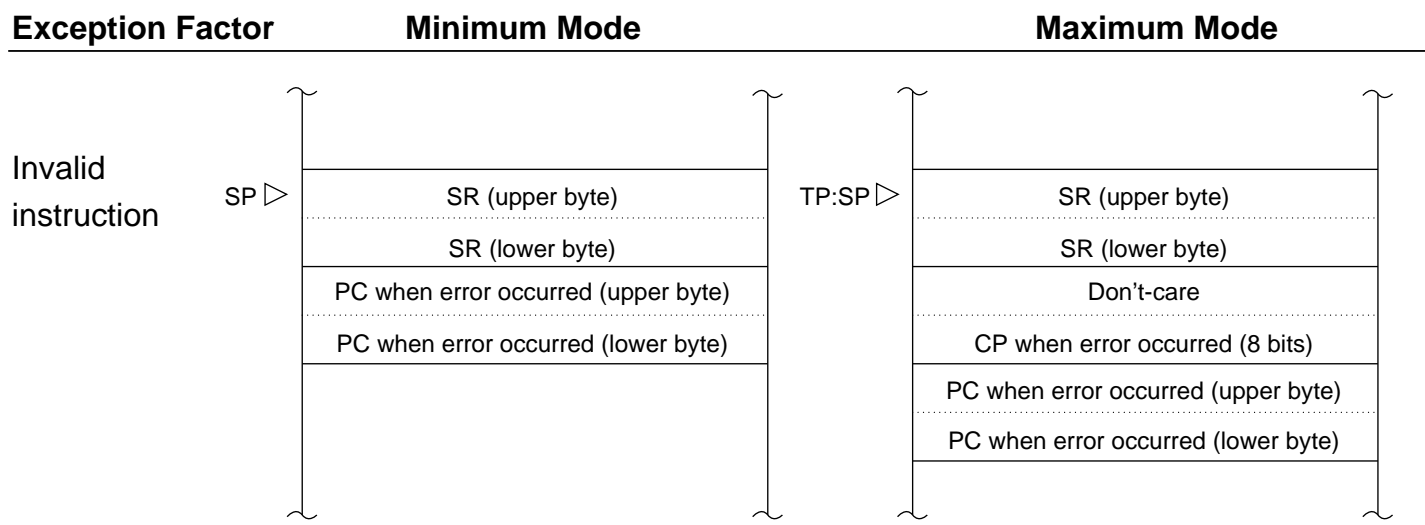 Exception Factor Minimum Mode Maximum Mode
Invalid
instruction
SP
SR (upper byte)
SR (lower byte)
PC when error occurred (upper byte)
PC when error occurred (lower byte)
TP:SP
SR (upper byte)
SR (lower byte)
Don’t-care
CP when error occurred (8 bits)
PC when error occurred (upper byte)
PC when error occurred (lower byte)